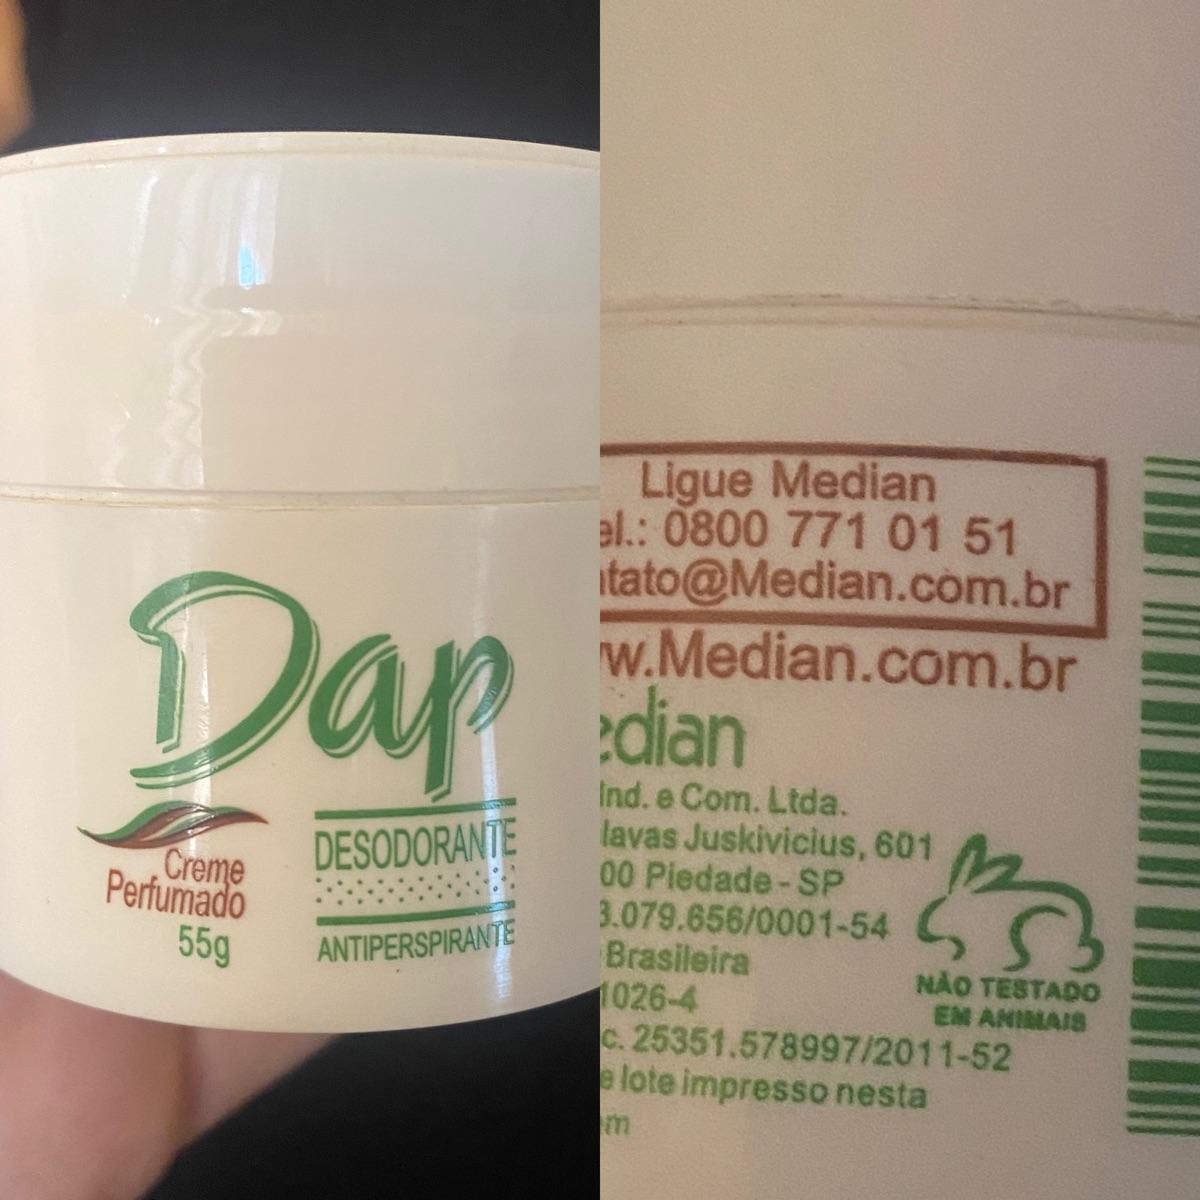 Dap
Creme
Perfumado
55g
DESODORANTE
ANTIPERSPIRANTE
Ligue Median
el.: 0800 771 01 51
ntato@Median.com.br
w.Median.com.br
edian
Ind. e Com. Ltda.
lavas Juskivicius, 601
00 Piedade - SP
3.079.656/0001-54
Brasileira
1026-4
c. 25351.578997/2011-52
e lote impresso nesta
m
NÃO TESTADO
EM ANIMAIS